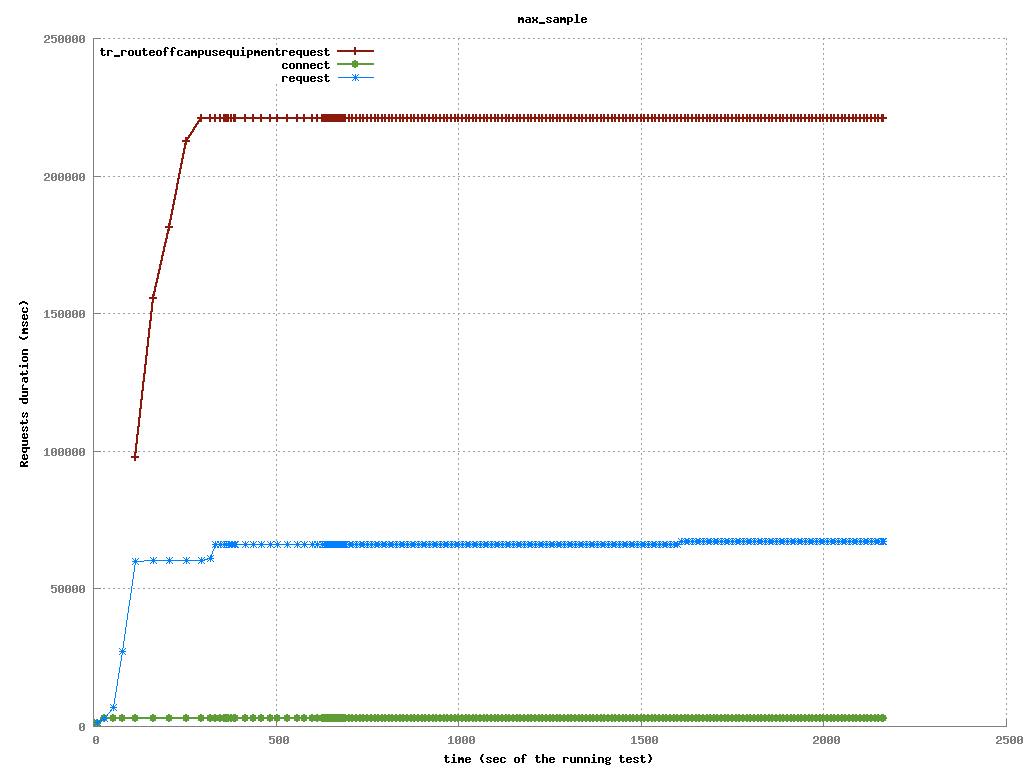 max_sample
250000
tr_routeoffcampusequipmentrequest
connect
request
200000
150000
Requests duration (msec)
100000
50000
0
0 500 1000 1500 2000 2500
time (sec of the running test)